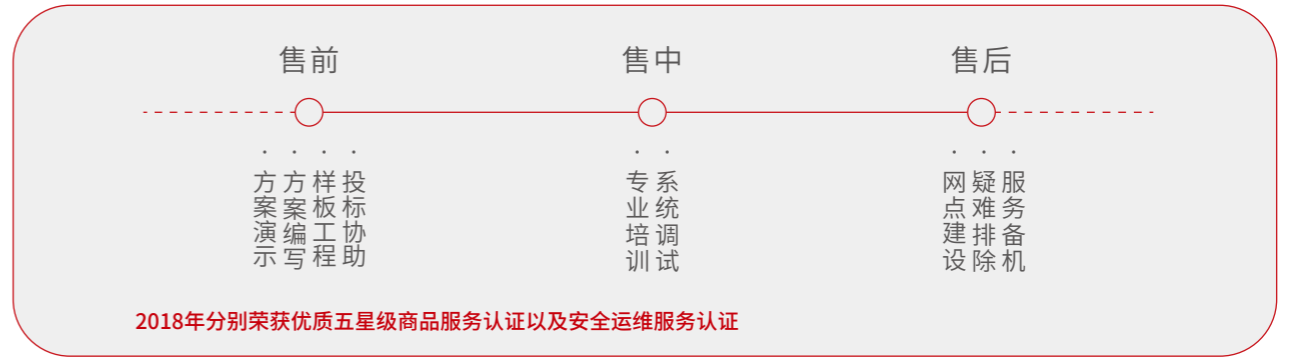 售前
售中
售后
· 方案演示
· 方案编写
· 样板工程
· 投标协助
· 专业培训
· 系统调试
· 网点建设
· 疑难排除
· 服务备机
2018年分别荣获优质五星级商品服务认证以及安全运维服务认证